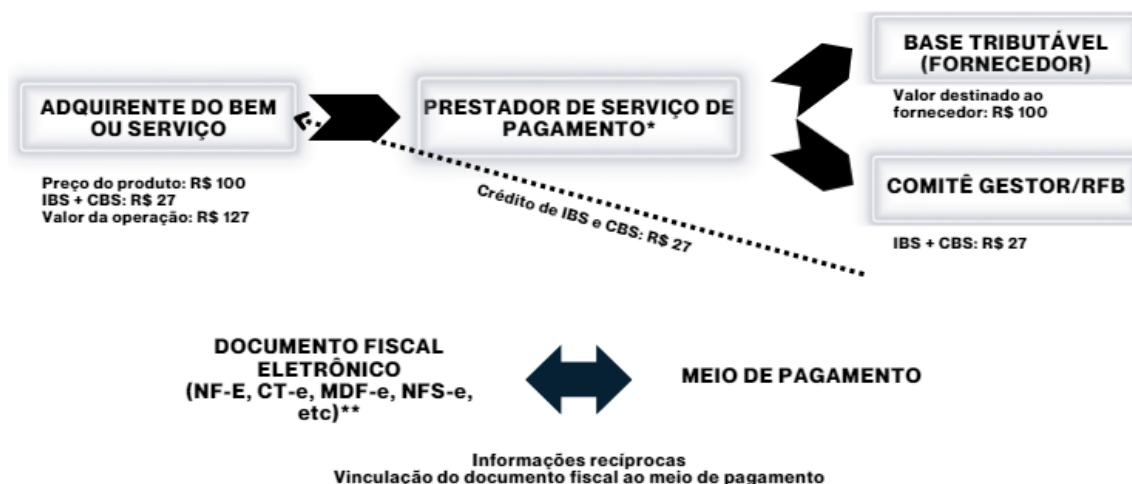 ADQUIRENTE DO BEM
OU SERVIÇO
Preço do produto: R$ 100
IBS + CBS: R$ 27
Valor da operação: R$ 127
PRESTADOR DE SERVIÇO DE
PAGAMENTO*
BASE TRIBUTÁVEL
(FORNECEDOR)
Valor destinado ao
fornecedor: R$ 100
COMITÊ GESTOR/RFB
IBS + CBS: R$ 27
Crédito de IBS e CBS: R$ 27
DOCUMENTO FISCAL
ELETRÔNICO
(NF-E, CT-e, MDF-e, NFS-e,
etc)**
MEIO DE PAGAMENTO
Informações recíprocas
Vinculação do documento fiscal ao meio de pagamento